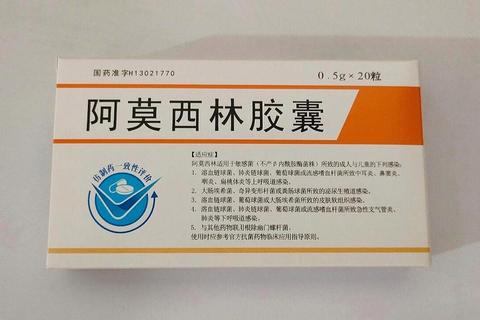 国药准字H13021770
0.5g×20粒
阿莫西林胶囊
仿制药一致性评价
【适应症】
阿莫西林适用于敏感菌（不产β内酰胺酶菌株）所致的成人与儿童的下列感染：
1. 溶血链球菌、肺炎链球菌、葡萄球菌或流感嗜血杆菌所致中耳炎、鼻窦炎、
咽炎、扁桃体炎等上呼吸道感染。
2. 大肠埃希菌、奇异变形杆菌或粪肠球菌所致的泌尿生殖道感染。
3. 溶血链球菌、葡萄球菌或大肠埃希菌所致的皮肤软组织感染。
4. 溶血链球菌、肺炎链球菌、葡萄球菌或流感嗜血杆菌所致急性支气管炎、
肺炎等下呼吸道感染。
5. 与其他药物联用根除幽门螺杆菌。
使用时应参考官方抗菌药物临床应用指导原则。